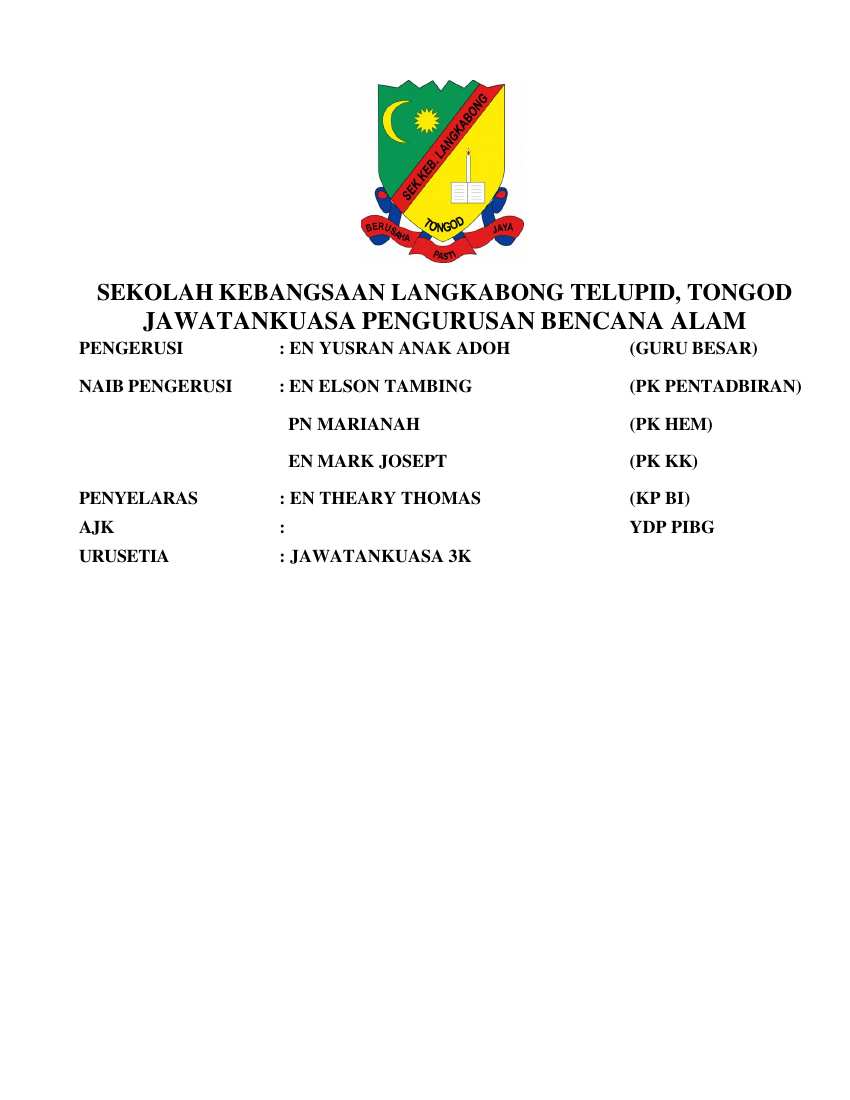 SEK KEB. LANGKABONG
TONGOD
BERUSAHA PASTI JAYA
SEKOLAH KEBANGSAAN LANGKABONG TELUPID, TONGOD
JAWATANKUASA PENGURUSAN BENCANA ALAM
PENGERUSI : EN YUSRAN ANAK ADOH (GURU BESAR)
NAIB PENGERUSI : EN ELSON TAMBING (PK PENTADBIRAN)
PN MARIANAH (PK HEM)
EN MARK JOSEPT (PK KK)
PENYELARAS : EN THEARY THOMAS (KP BI)
AJK : YDP PIBG
URUSETIA : JAWATANKUASA 3K